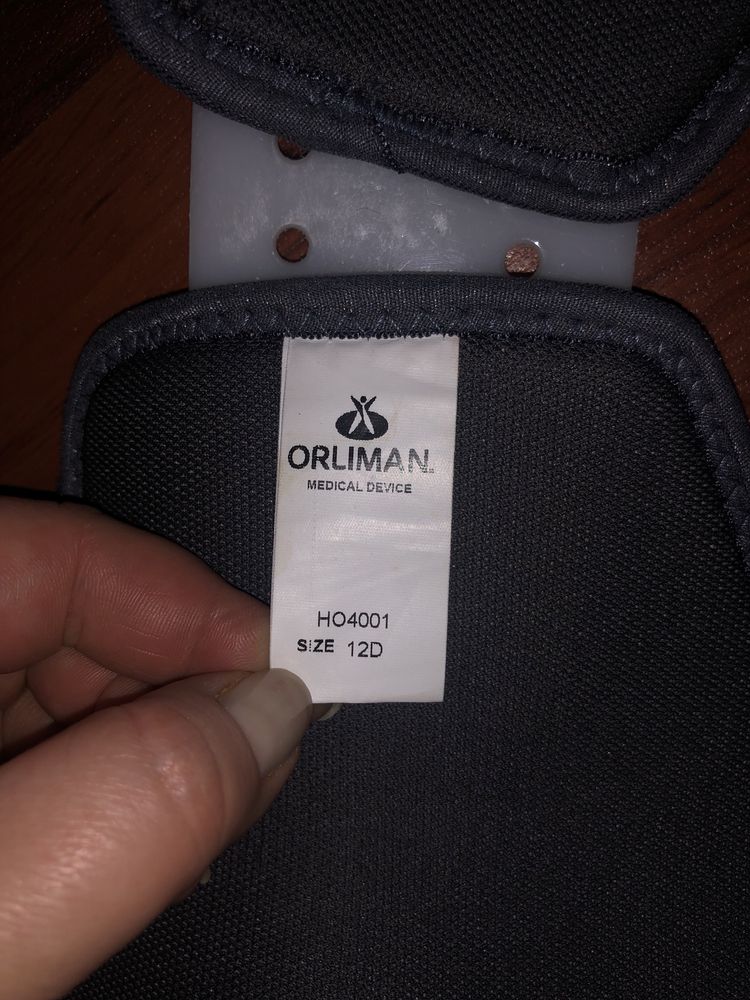 ORLIMAN.
MEDICAL DEVICE
HO4001
SIZE 12D